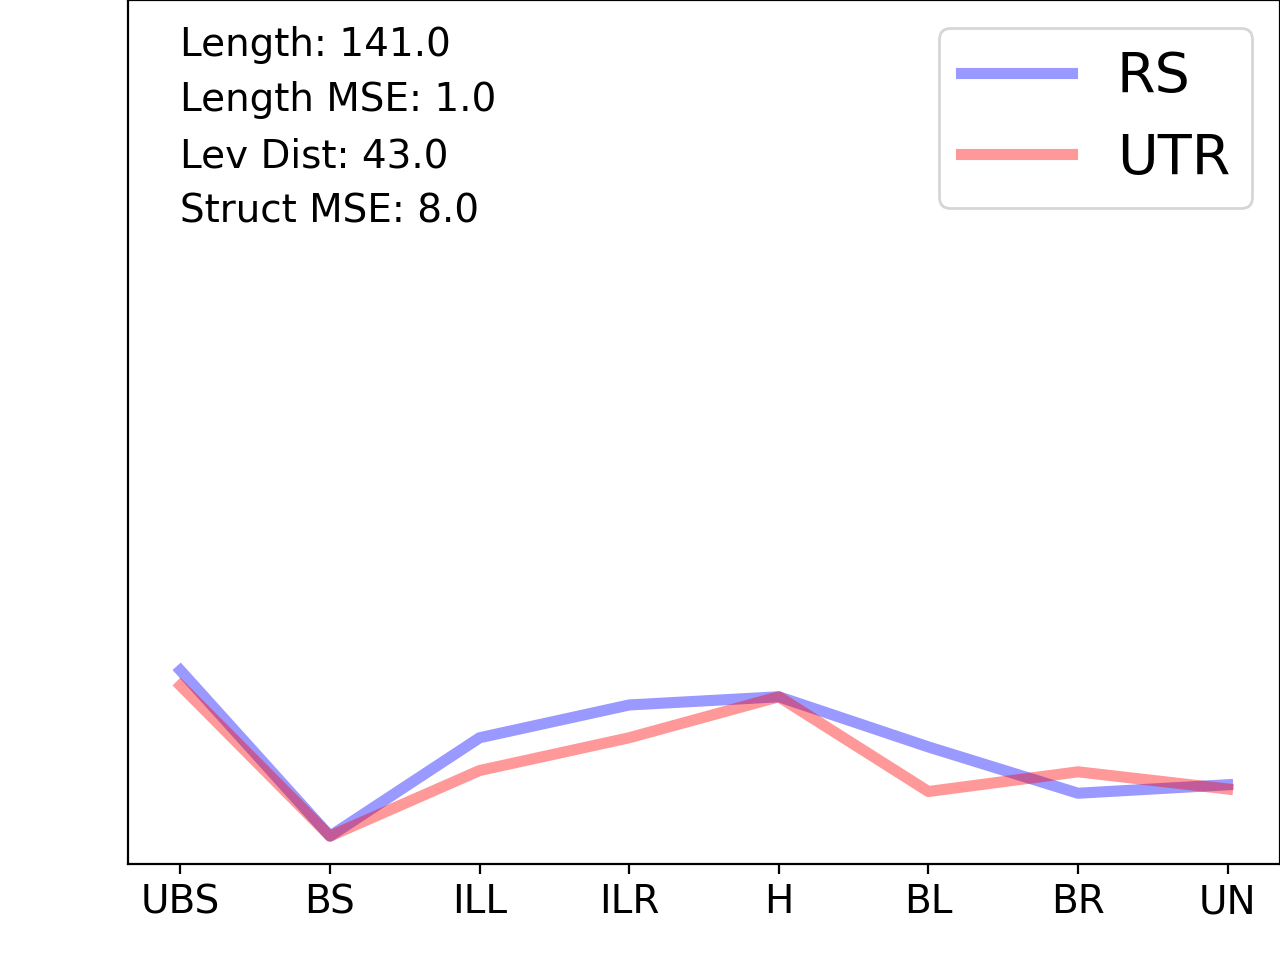 Length: 141.0
Length MSE: 1.0
Lev Dist: 43.0
Struct MSE: 8.0
RS
UTR
UBS BS ILL ILR H BL BR UN